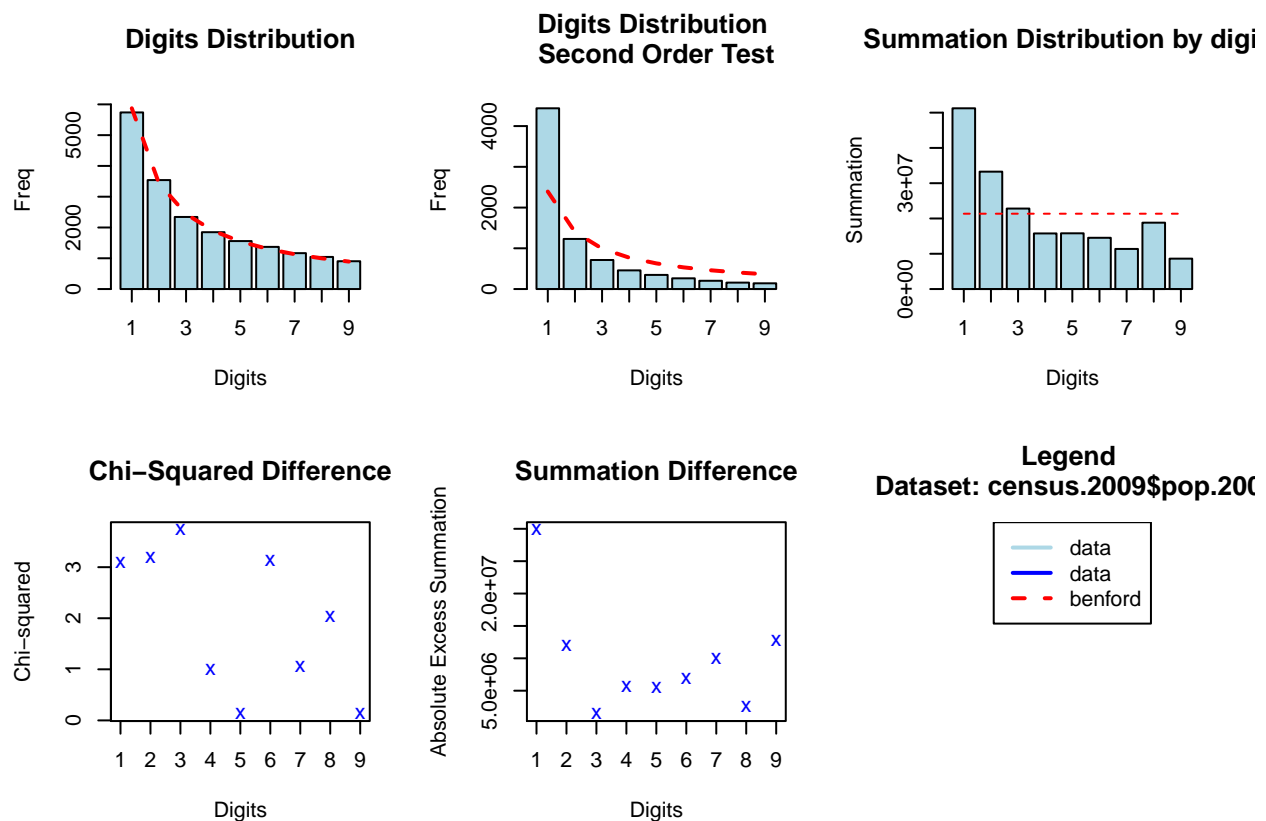 Digits Distribution
Freq
0
2000
5000
1 3 5 7 9
Digits
Digits Distribution
Second Order Test
Freq
0
2000
4000
1 3 5 7 9
Digits
Summation Distribution by digi
Summation
0e+00
3e+07
1 3 5 7 9
Digits
Chi−Squared Difference
Chi−squared
0
1
2
3
1 2 3 4 5 6 7 8 9
Digits
Summation Difference
Absolute Excess Summation
5.0e+06
2.0e+07
1 2 3 4 5 6 7 8 9
Digits
Legend
Dataset: census.2009$pop.200
data
data
benford